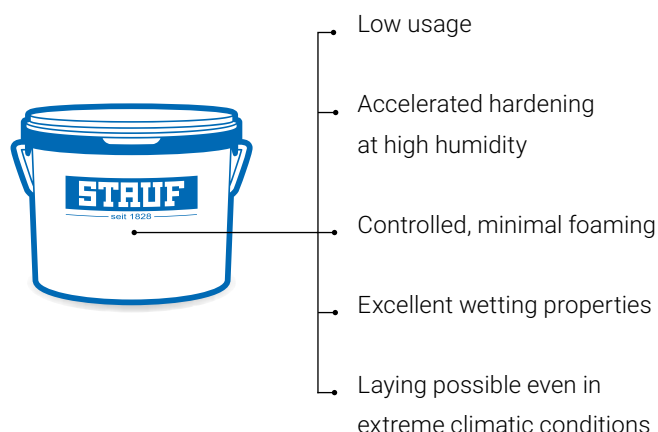 Low usage
Accelerated hardening
at high humidity
STAUF
seit 1828
Controlled, minimal foaming
Excellent wetting properties
Laying possible even in
extreme climatic conditions